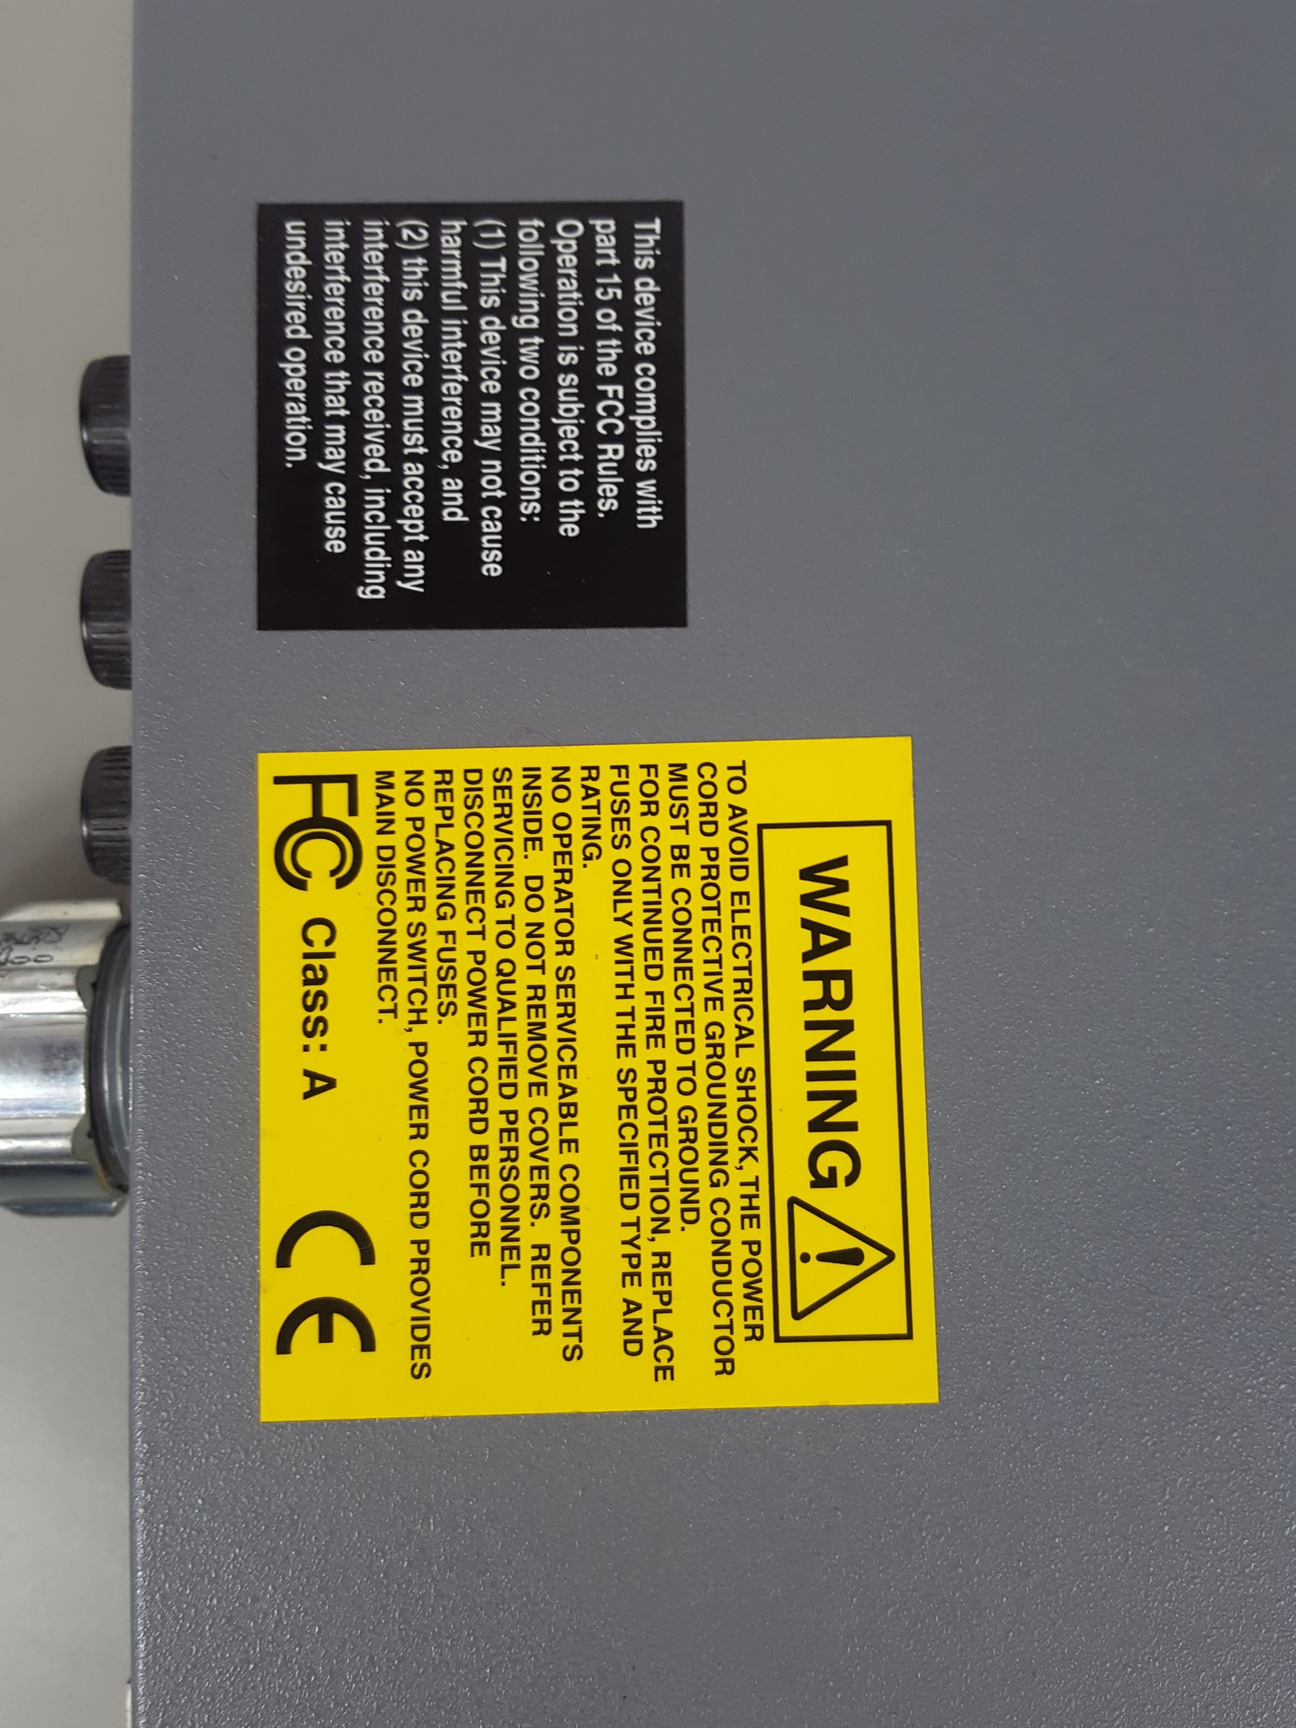 This device complies with
part 15 of the FCC Rules.
Operation is subject to the
following two conditions:
(1) This device may not cause
harmful interference, and
(2) this device must accept any
interference received, including
interference that may cause
undesired operation.
WARNING
TO AVOID ELECTRICAL SHOCK, THE POWER
CORD PROTECTIVE GROUNDING CONDUCTOR
MUST BE CONNECTED TO GROUND.
FOR CONTINUED FIRE PROTECTION, REPLACE
FUSES ONLY WITH THE SPECIFIED TYPE AND
RATING.
NO OPERATOR SERVICEABLE COMPONENTS
INSIDE. DO NOT REMOVE COVERS. REFER
SERVICING TO QUALIFIED PERSONNEL.
DISCONNECT POWER CORD BEFORE
REPLACING FUSES.
NO POWER SWITCH, POWER CORD PROVIDES
MAIN DISCONNECT.
FC Class: A CE